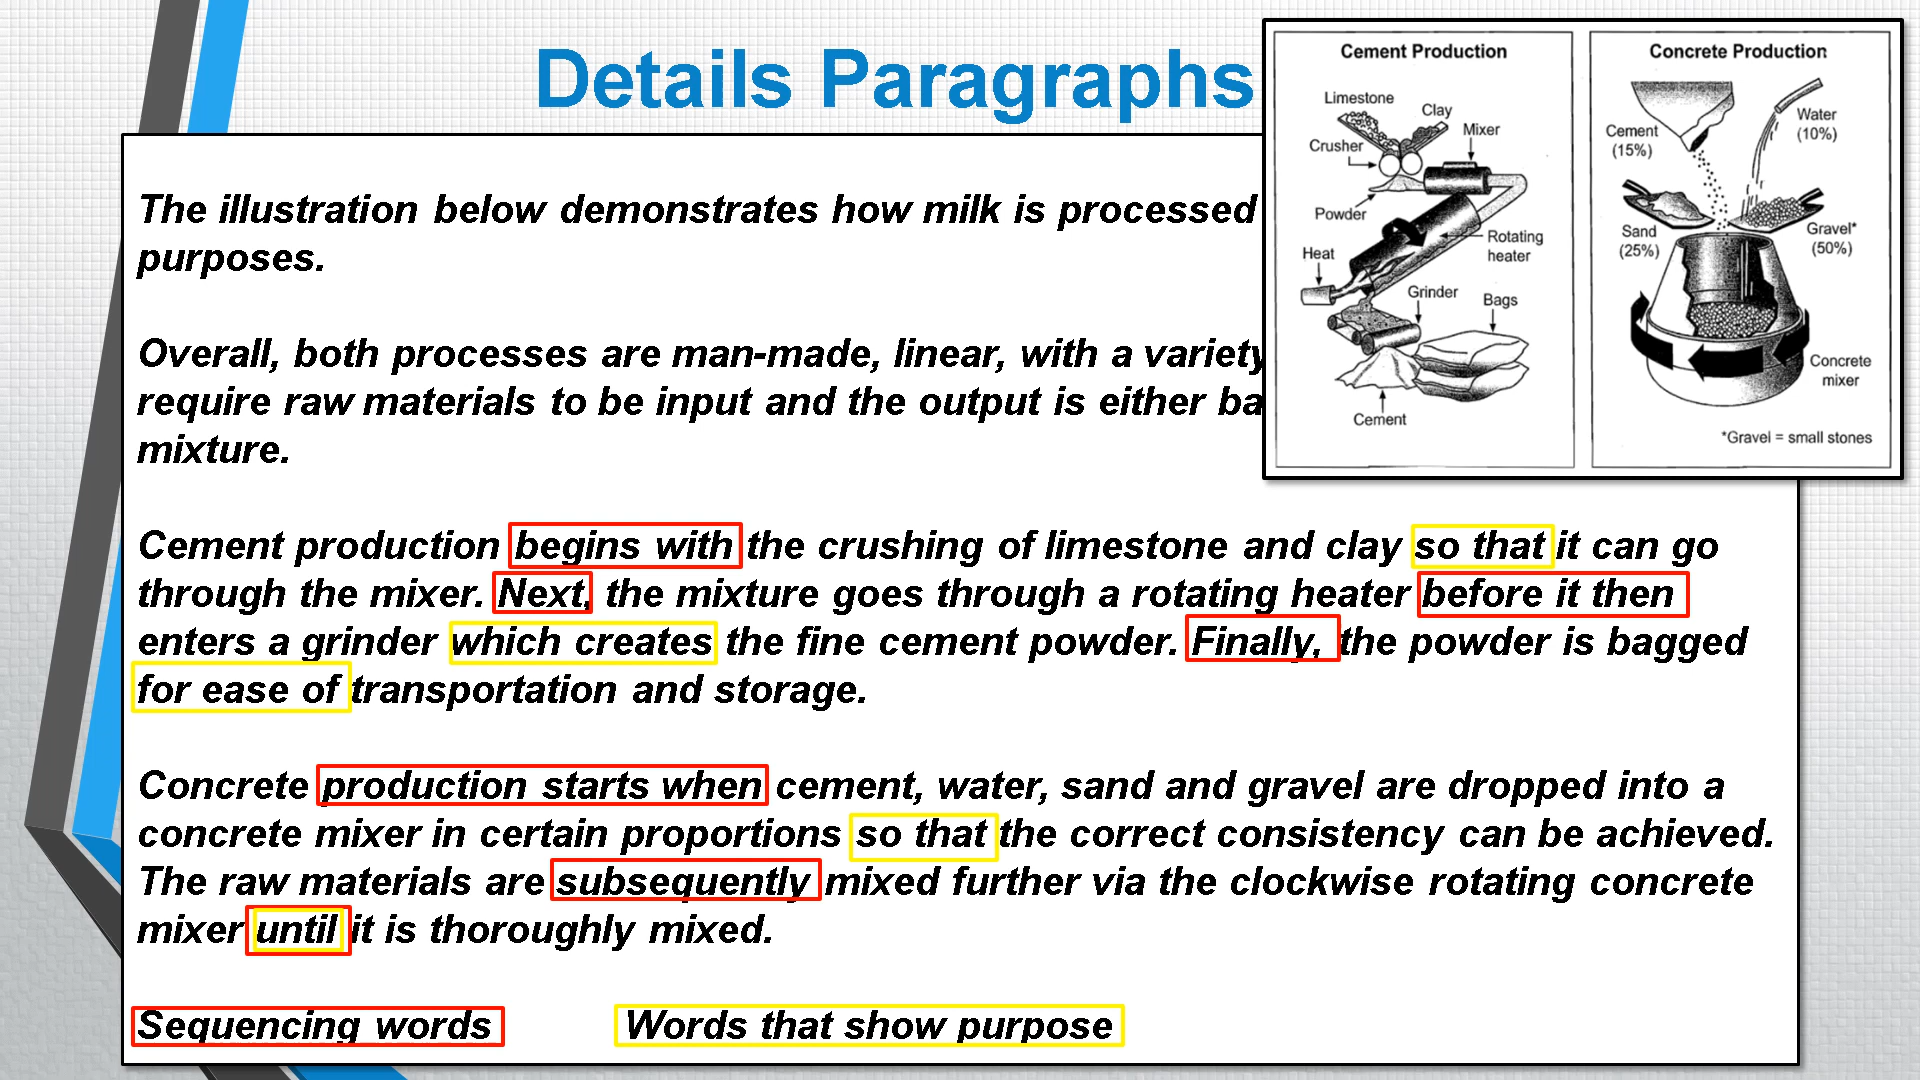 Details Paragraphs
The illustration below demonstrates how milk is processed
purposes.
Overall, both processes are man-made, linear, with a variety
require raw materials to be input and the output is either
mixture.
Cement production begins with the crushing of limestone and clay so that it can go
through the mixer. Next, the mixture goes through a rotating heater before it then
enters a grinder which creates the fine cement powder. Finally, the powder is bagged
for ease of transportation and storage.
Concrete production starts when cement, water, sand and gravel are dropped into a
concrete mixer in certain proportions so that the correct consistency can be achieved.
The raw materials are subsequently mixed further via the clockwise rotating concrete
mixer until it is thoroughly mixed.
Sequencing words
Words that show purpose
Cement Production
Limestone
Clay
Mixer
Crusher
Powder
Rotating
heater
Heat
Grinder
Bags
Cement
Concrete Production
Water
(10%)
Cement
(15%)
Sand
(25%)
Gravel*
(50%)
Concrete
mixer
*Gravel = small stones